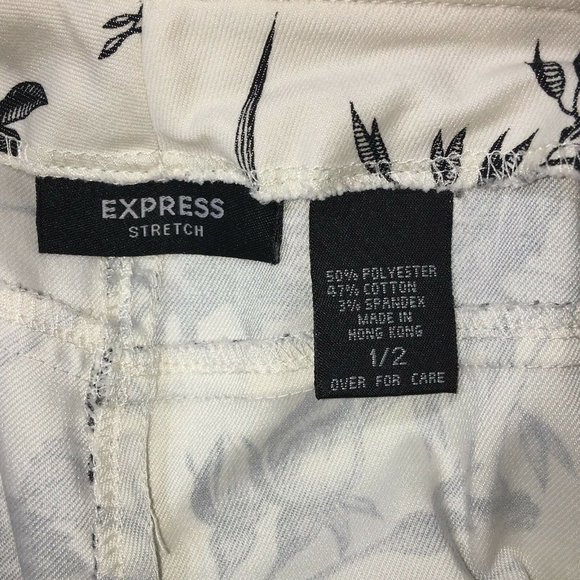 EXPRESS
STRETCH
50% POLYESTER
47% COTTON
3% SPANDEX
MADE IN
HONG KONG
1/2
OVER FOR CARE